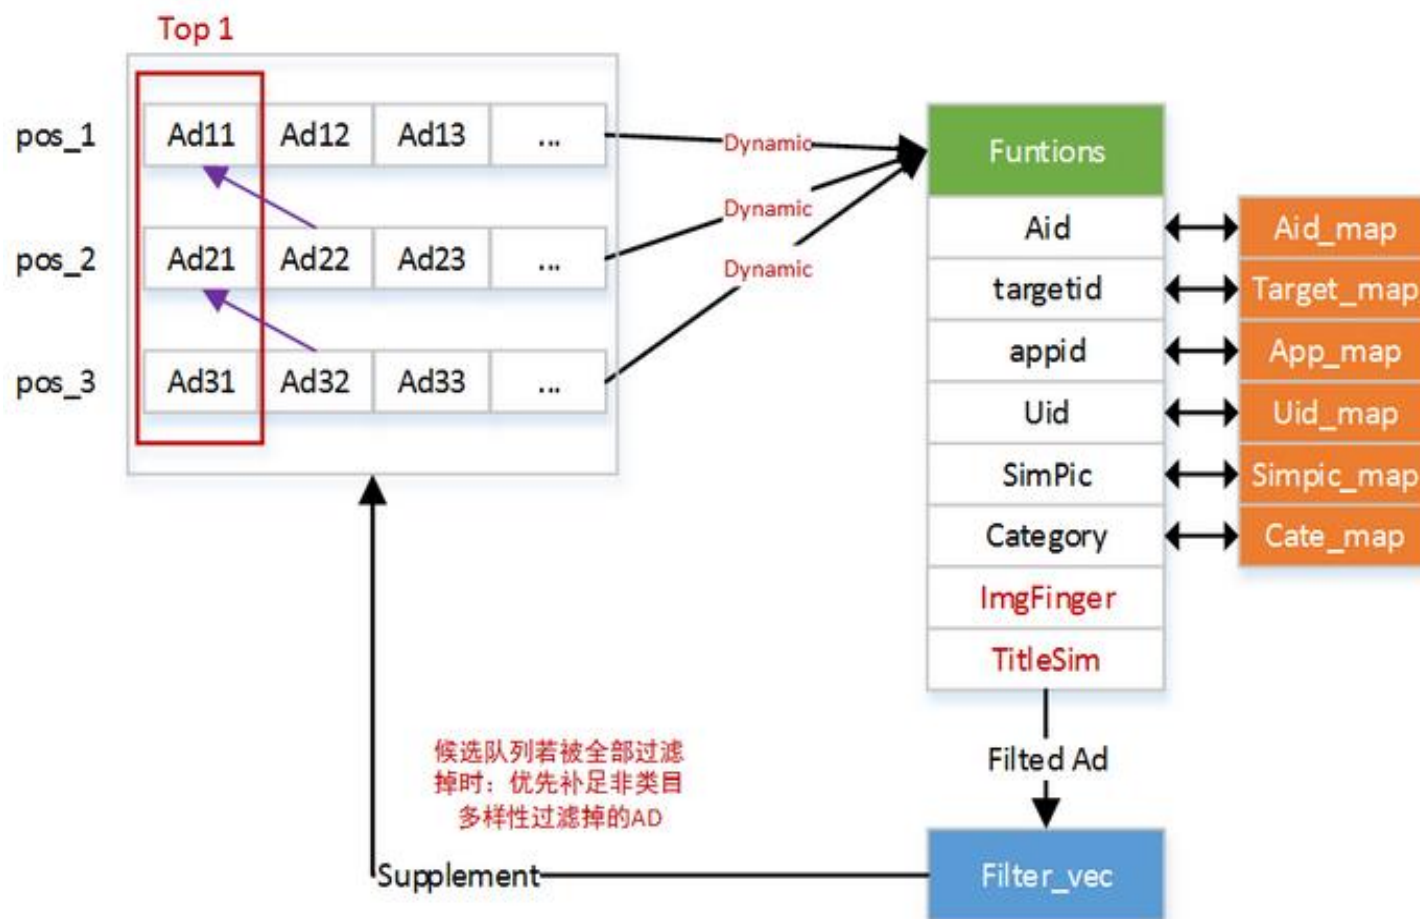 Top 1
pos_1 Ad11 Ad12 Ad13 ...
pos_2 Ad21 Ad22 Ad23 ...
pos_3 Ad31 Ad32 Ad33 ...
Dynamic
Dynamic
Dynamic
Funtions
Aid Aid_map
targetid Target_map
appid App_map
Uid Uid_map
SimPic Simpic_map
Category Cate_map
ImgFinger
TitleSim
Filted Ad
Filter_vec
候选队列若被全部过滤
掉时：优先补足非类目
多样性过滤掉的AD
Supplement